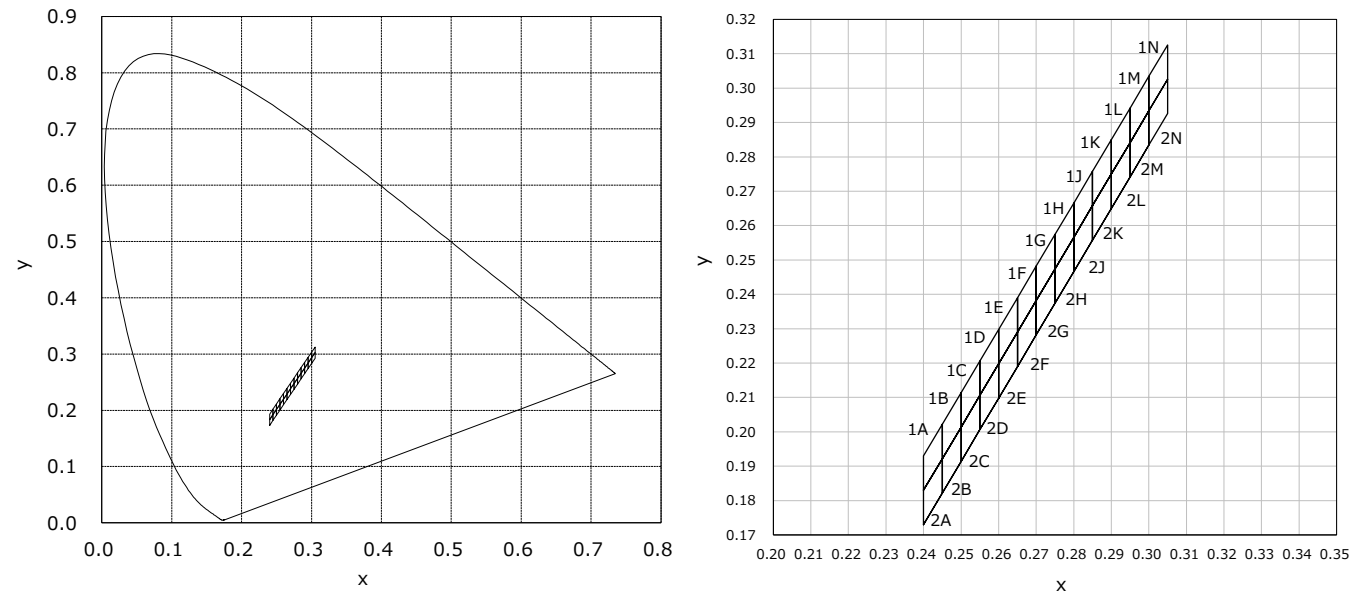 0.9
0.8
0.7
0.6
0.5
0.4
0.3
0.2
0.1
0.0
y
0.0 0.1 0.2 0.3 0.4 0.5 0.6 0.7 0.8
x
0.32
0.31
0.30
0.29
0.28
0.27
0.26
0.25
0.24
0.23
0.22
0.21
0.20
0.19
0.18
0.17
y
1N
1M
1L
2N
1K
2M
1J
2L
1H
2K
1G
2J
1F
2H
1E
2G
1D
2F
1C
2E
1B
2D
1A
2C
2B
2A
0.20 0.21 0.22 0.23 0.24 0.25 0.26 0.27 0.28 0.29 0.30 0.31 0.32 0.33 0.34 0.35
x